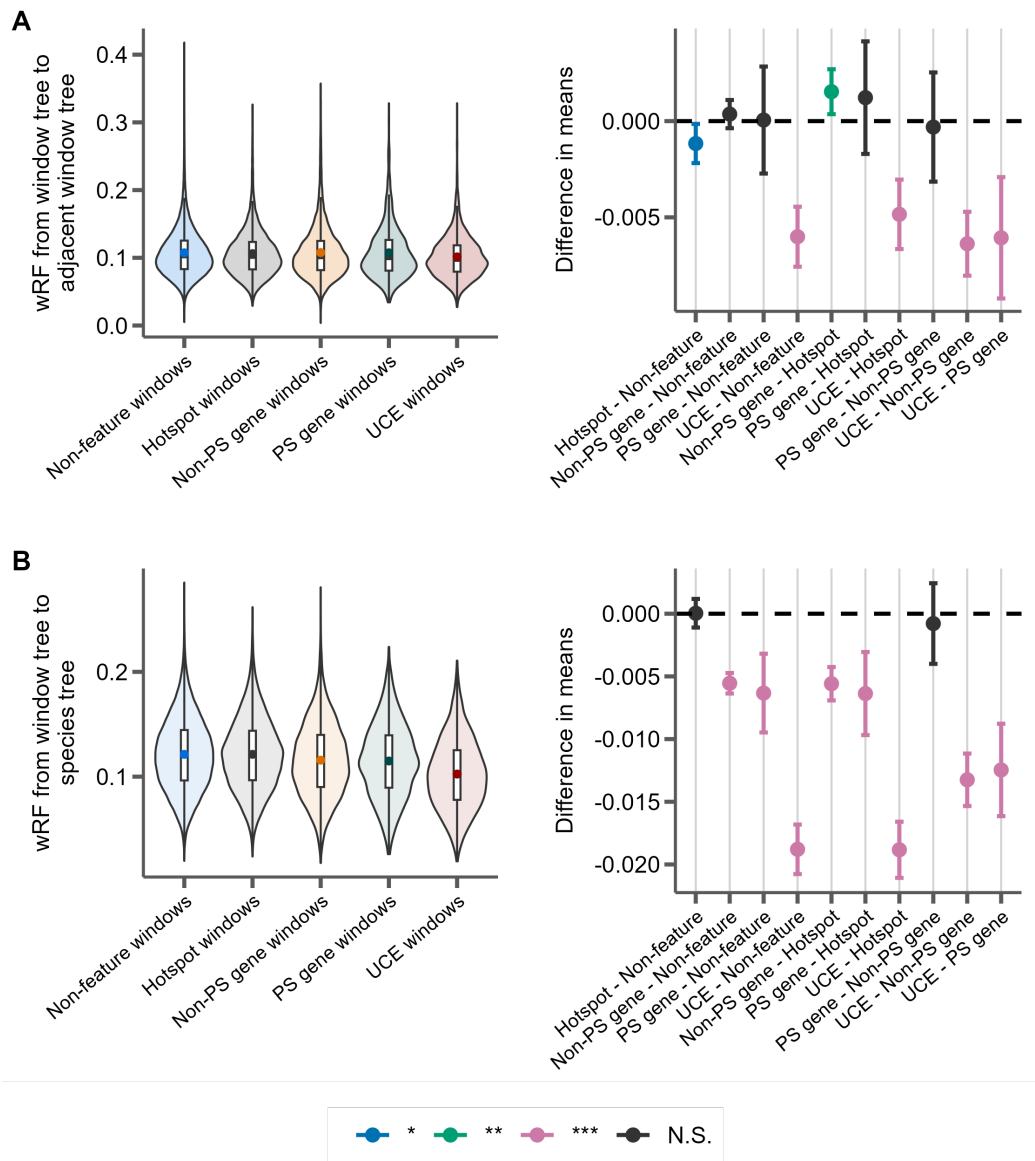 A
wRF from window tree to
adjacent window tree
0.4
0.3
0.2
0.1
0.0
Non-feature windows
Hotspot windows
Non-PS gene windows
PS gene windows
UCE windows
Difference in means
0.000
-0.005
Hotspot - Non-feature
Non-PS gene - Non-feature
PS gene - Non-feature
UCE - Non-feature
Non-PS gene - Hotspot
PS gene - Hotspot
UCE - Hotspot
PS gene - Non-PS gene
UCE - Non-PS gene
UCE - PS gene
B
wRF from window tree to
species tree
0.2
0.1
Non-feature windows
Hotspot windows
Non-PS gene windows
PS gene windows
UCE windows
Difference in means
0.000
-0.005
-0.010
-0.015
-0.020
Hotspot - Non-feature
Non-PS gene - Non-feature
PS gene - Non-feature
UCE - Non-feature
Non-PS gene - Hotspot
PS gene - Hotspot
UCE - Hotspot
PS gene - Non-PS gene
UCE - Non-PS gene
UCE - PS gene
* ** *** N.S.